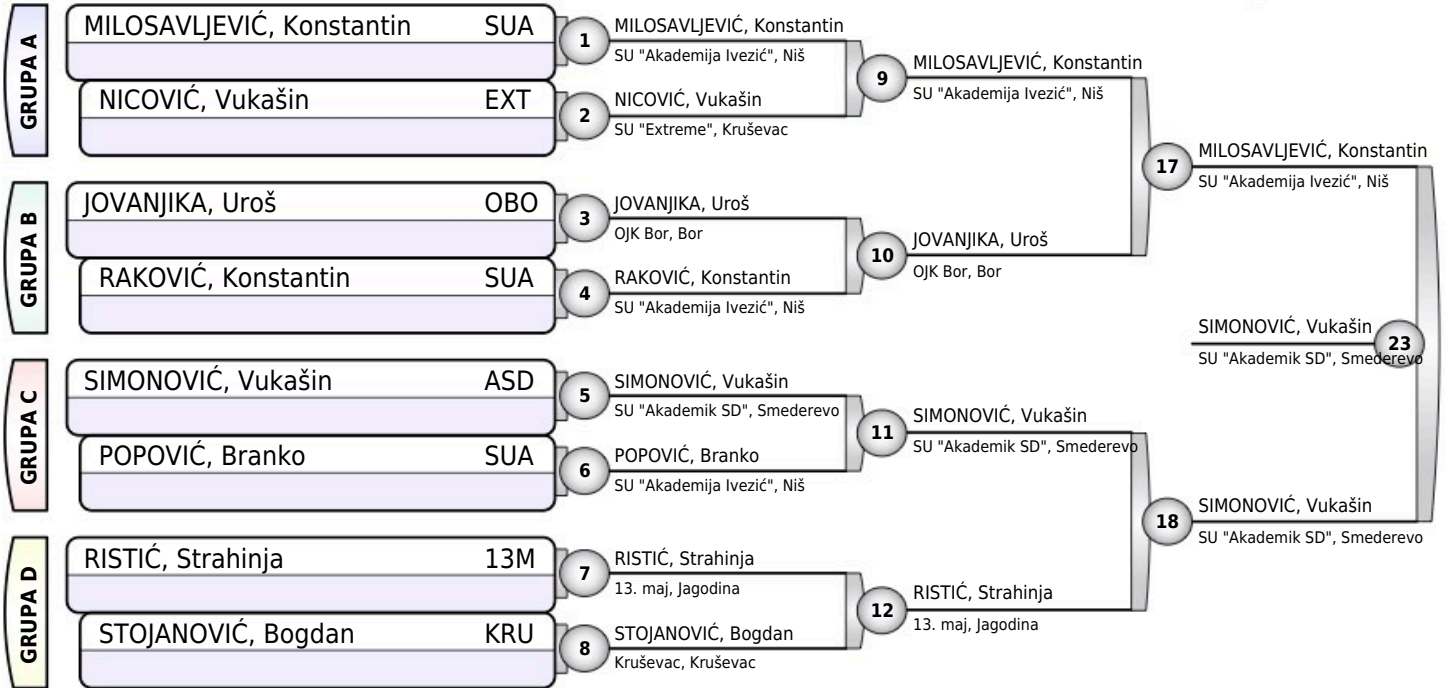 GRUPA A
MILOSAVLJEVIĆ, Konstantin SUA
NICOVIĆ, Vukašin EXT
GRUPA B
JOVANJIKA, Uroš OBO
RAKOVIĆ, Konstantin SUA
GRUPA C
SIMONOVIĆ, Vukašin ASD
POPOVIĆ, Branko SUA
GRUPA D
RISTIĆ, Strahinja 13M
STOJANOVIĆ, Bogdan KRU
1
MILOSAVLJEVIĆ, Konstantin
SU "Akademija Ivezić", Niš
2
NICOVIĆ, Vukašin
SU "Extreme", Kruševac
3
JOVANJIKA, Uroš
OJK Bor, Bor
4
RAKOVIĆ, Konstantin
SU "Akademija Ivezić", Niš
5
SIMONOVIĆ, Vukašin
SU "Akademik SD", Smederevo
6
POPOVIĆ, Branko
SU "Akademija Ivezić", Niš
7
RISTIĆ, Strahinja
13. maj, Jagodina
8
STOJANOVIĆ, Bogdan
Kruševac, Kruševac
9
MILOSAVLJEVIĆ, Konstantin
SU "Akademija Ivezić", Niš
10
JOVANJIKA, Uroš
OJK Bor, Bor
11
SIMONOVIĆ, Vukašin
SU "Akademik SD", Smederevo
12
RISTIĆ, Strahinja
13. maj, Jagodina
17
MILOSAVLJEVIĆ, Konstantin
SU "Akademija Ivezić", Niš
18
SIMONOVIĆ, Vukašin
SU "Akademik SD", Smederevo
23
SIMONOVIĆ, Vukašin
SU "Akademik SD", Smederevo